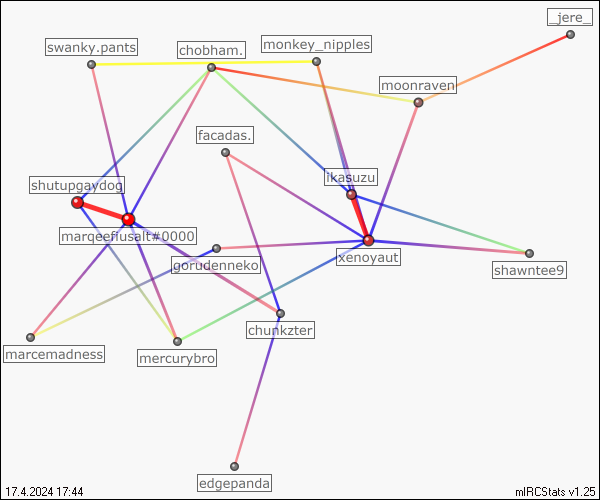 _jere_
swanky.pants
chobham.
monkey_nipples
moonraven
facadas.
ikasuzu
shutupgaydog
marqeefiusalt#0000
xenoyaut
gorudenneko
shawntee9
chunkzter
marcemadness
mercurybro
edgepanda
17.4.2024 17:44
mIRCStats v1.25